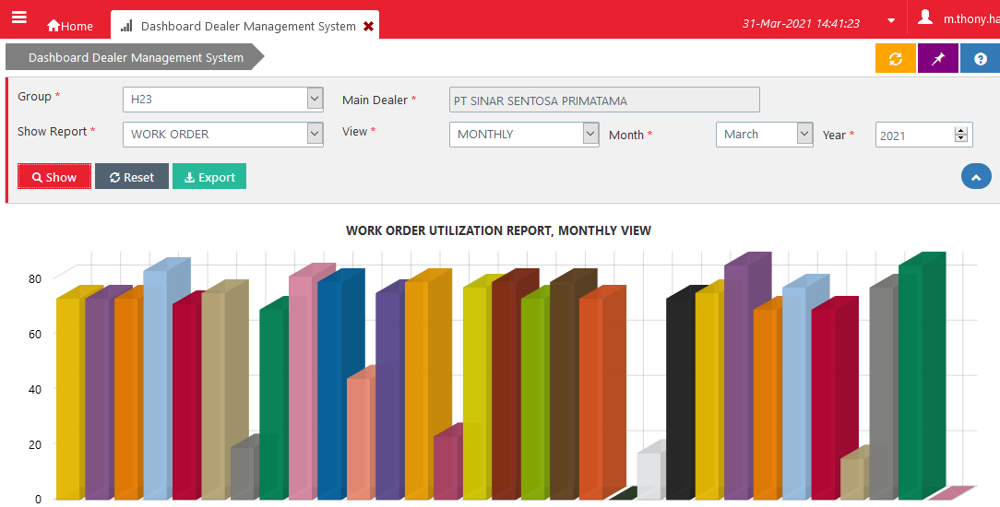 Home
Dashboard Dealer Management System
31-Mar-2021 14:41:23
m.thony.ha
Dashboard Dealer Management System
Group *
H23
Main Dealer *
PT SINAR SENTOSA PRIMATAMA
Show Report *
WORK ORDER
View *
MONTHLY
Month *
March
Year *
2021
Show
Reset
Export
WORK ORDER UTILIZATION REPORT, MONTHLY VIEW
80
60
40
20
0